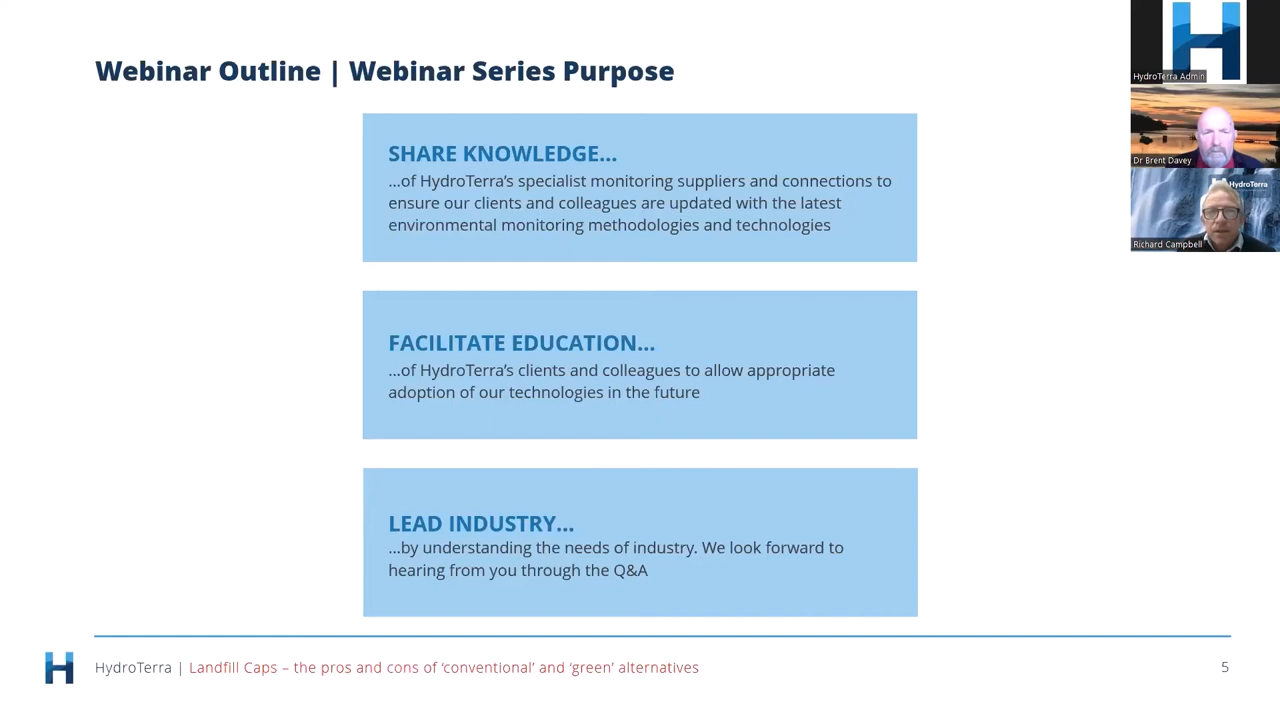 Webinar Outline | Webinar Series Purpose
SHARE KNOWLEDGE...
...of HydroTerra's specialist monitoring suppliers and connections to
ensure our clients and colleagues are updated with the latest
environmental monitoring methodologies and technologies
FACILITATE EDUCATION...
...of HydroTerra's clients and colleagues to allow appropriate
adoption of our technologies in the future
LEAD INDUSTRY...
...by understanding the needs of industry. We look forward to
hearing from you through the Q&A
HydroTerra | Landfill Caps – the pros and cons of 'conventional' and 'green' alternatives
5
HydroTerra Admin
Dr Brent Davey
HydroTerra
Richard Campbell